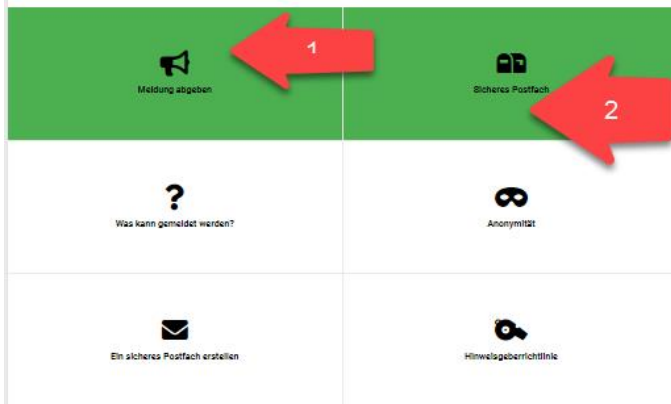 1
Meldung abgeben
Sicheres Postfach
2
?
Was kann gemeldet werden?
Anonymität
Ein sicheres Postfach erstellen
Hinweisgeberrichtlinie